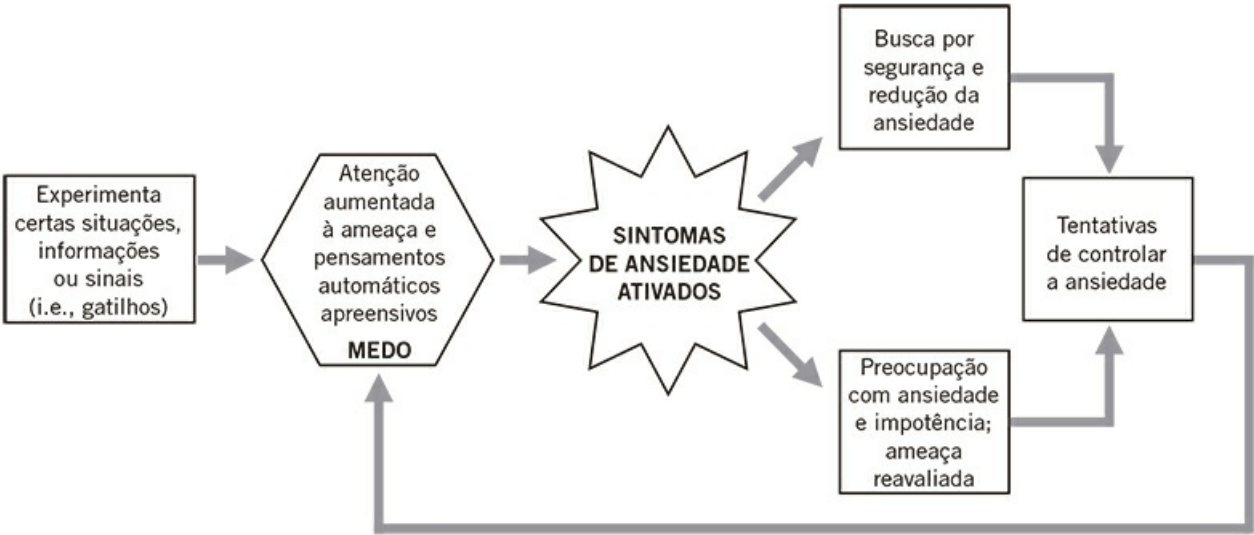 Experimenta
certas situações,
informações
ou sinais
(i.e., gatilhos)
Atenção
aumentada
à ameaça e
pensamentos
automáticos
apreensivos
MEDO
SINTOMAS
DE ANSIEDADE
ATIVADOS
Busca por
segurança e
redução da
ansiedade
Preocupação
com ansiedade
e impotência;
ameaça
reavaliada
Tentativas
de controlar
a ansiedade